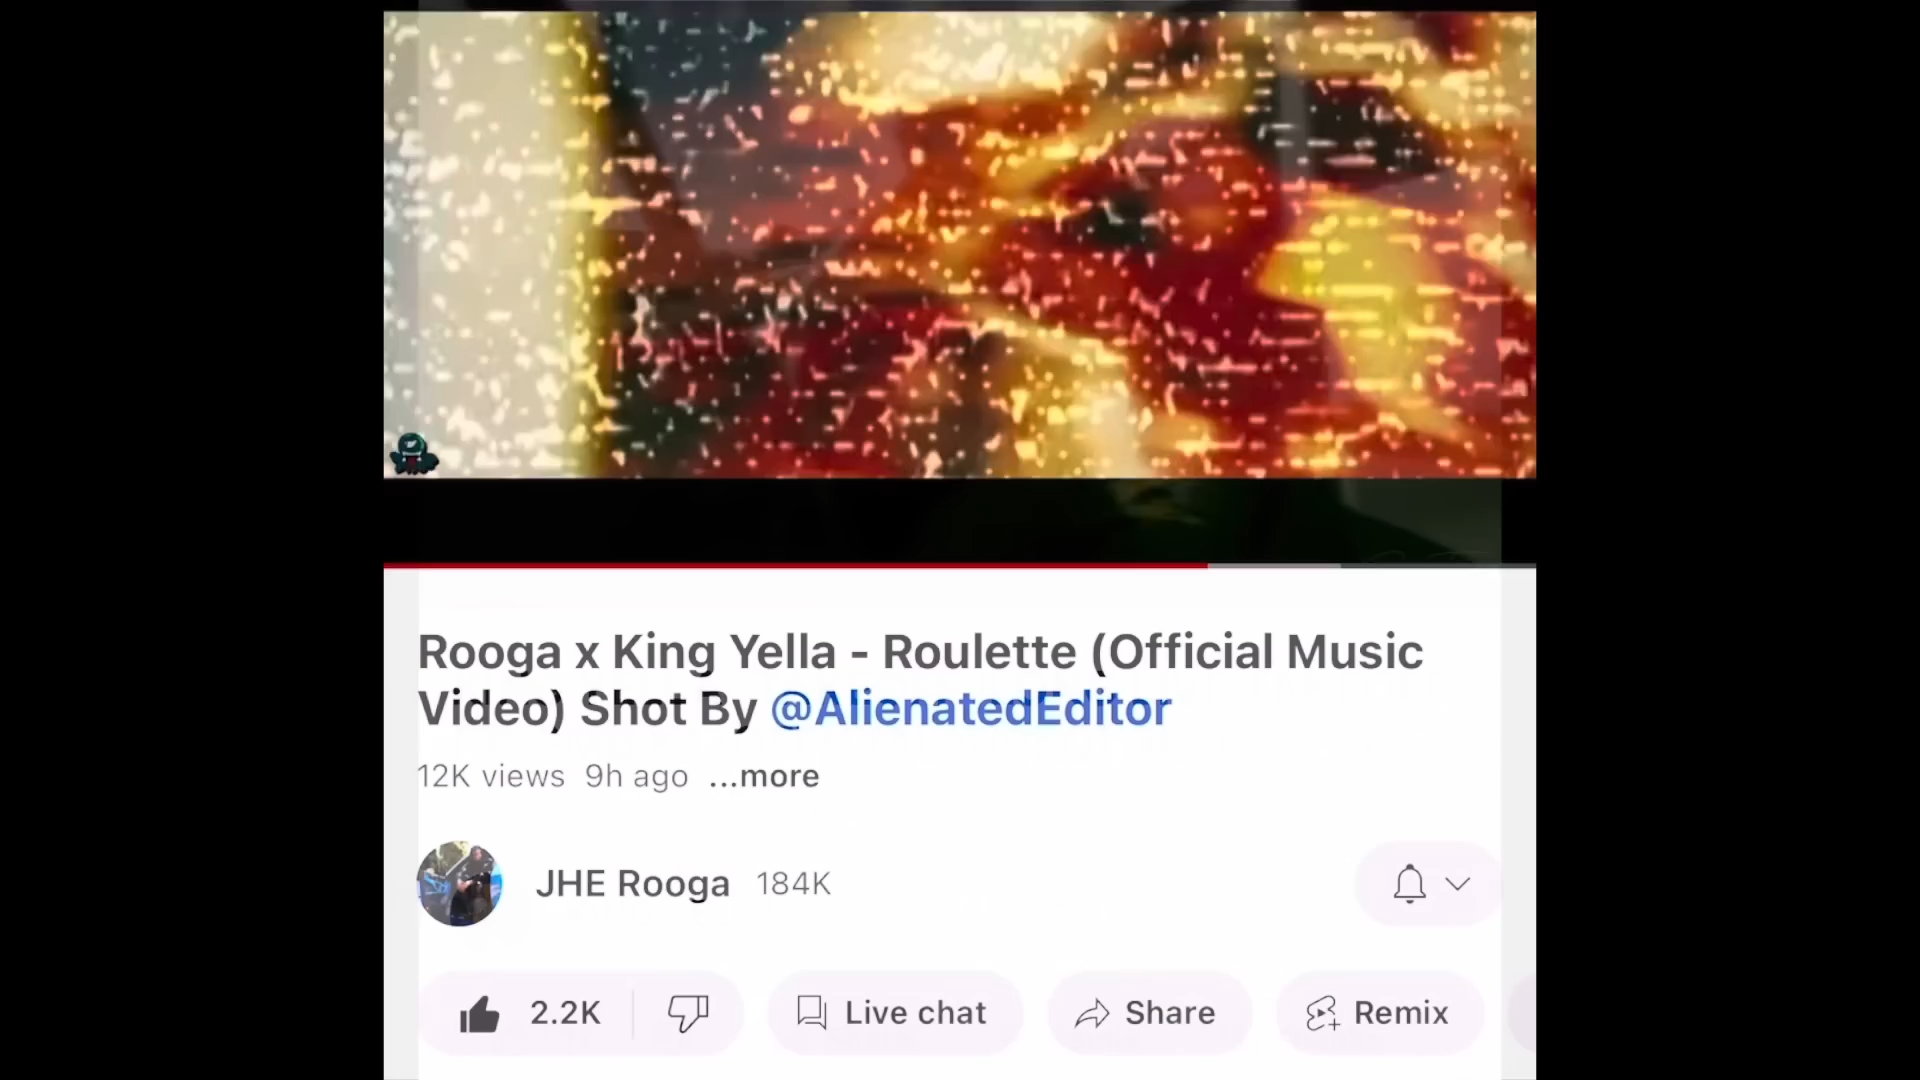 Rooga x King Yella - Roulette (Official Music
Video) Shot By @AlienatedEditor
12K views 9h ago ...more
JHE Rooga 184K
2.2K Live chat Share Remix